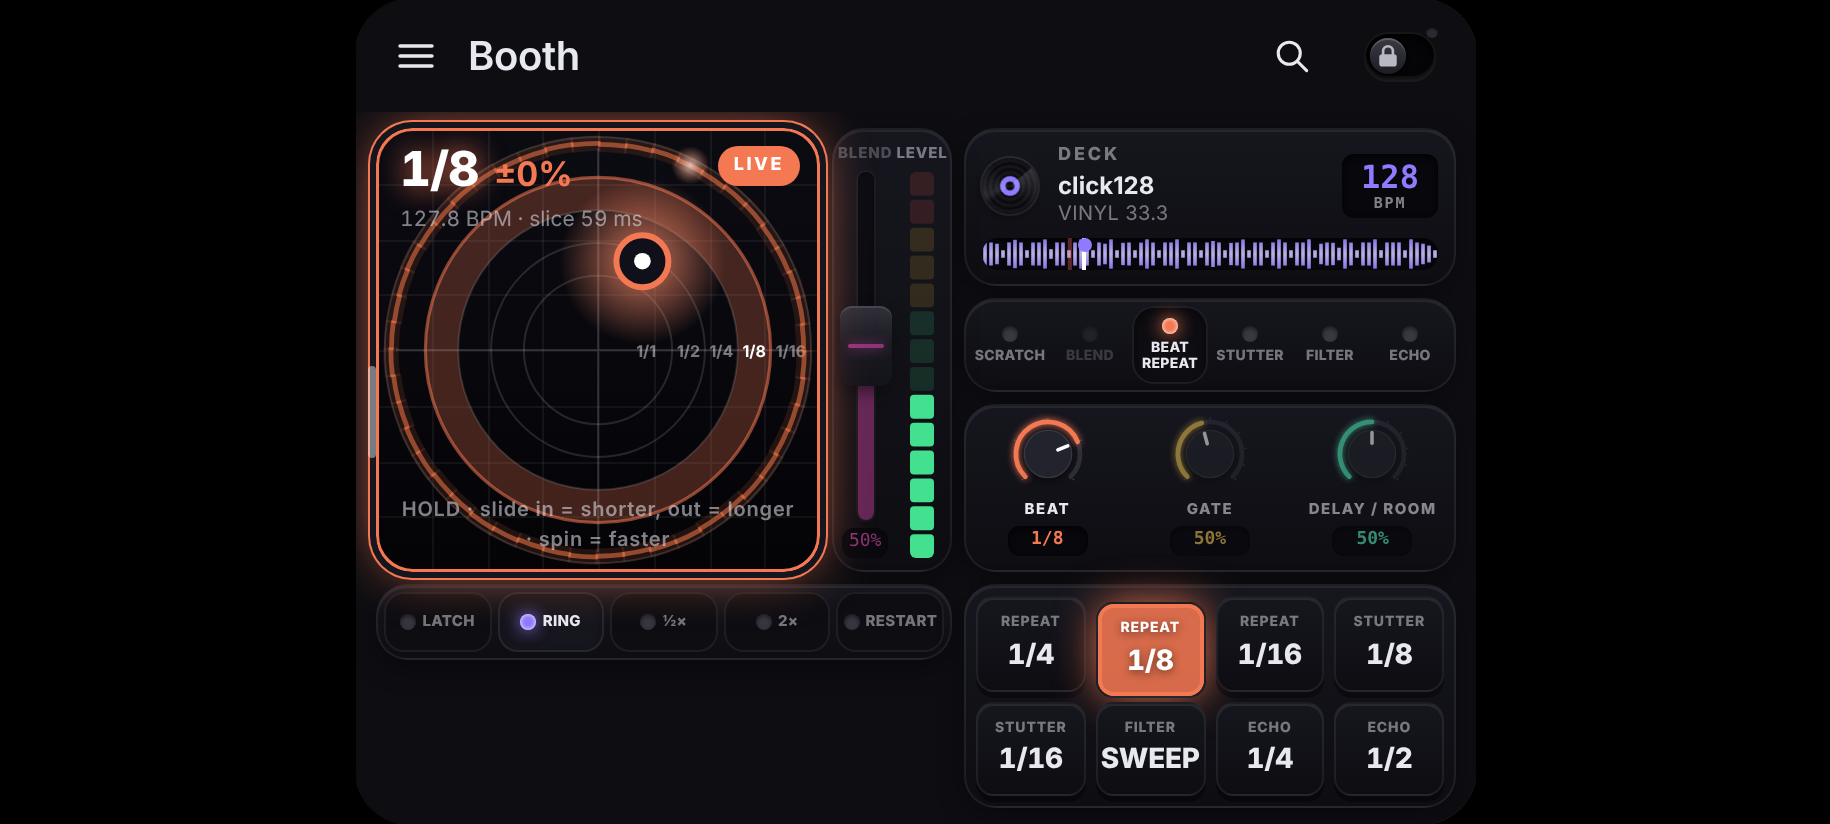 Booth
1/8 ±0%
LIVE
127.8 BPM · slice 59 ms
1/1 1/2 1/4 1/8 1/16
HOLD · slide in = shorter, out = longer
· spin = faster
BLEND LEVEL
50%
DECK
click128
VINYL 33.3
128
BPM
SCRATCH
BLEND
BEAT
REPEAT
STUTTER
FILTER
ECHO
BEAT
1/8
GATE
50%
DELAY / ROOM
50%
LATCH
RING
½×
2×
RESTART
REPEAT
1/4
REPEAT
1/8
REPEAT
1/16
STUTTER
1/8
STUTTER
1/16
FILTER
SWEEP
ECHO
1/4
ECHO
1/2